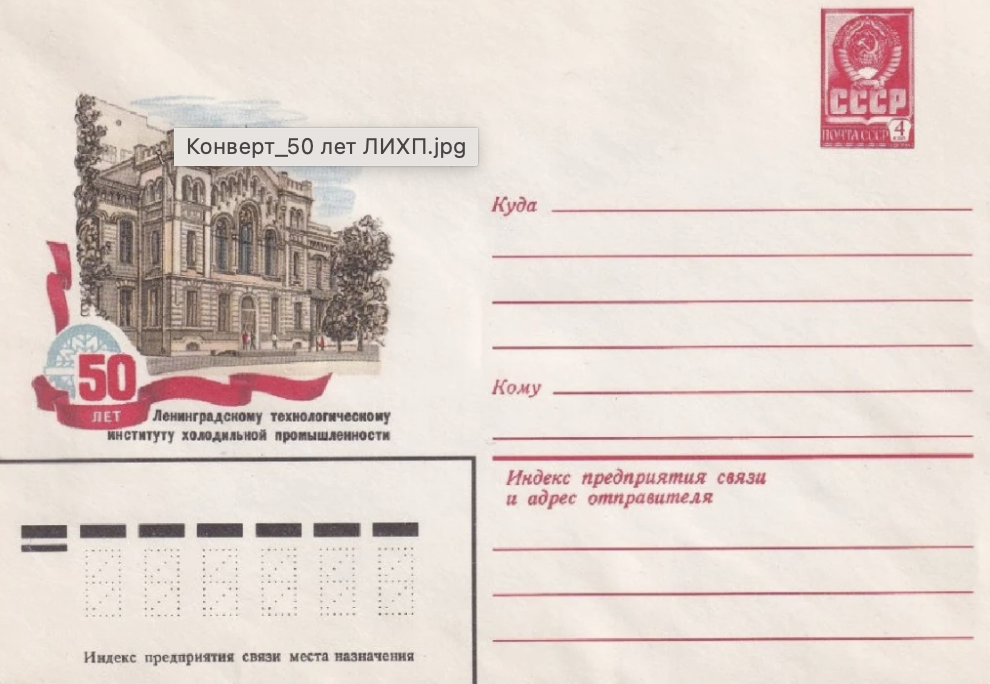 СССР
ПОЧТА СССР 4
КОП
Конверт_50 лет ЛИХП.jpg
50
ЛЕТ
Ленинградскому технологическому
институту холодильной промышленности
Куда
Кому
Индекс предприятия связи
и адрес отправителя
Индекс предприятия связи места назначения